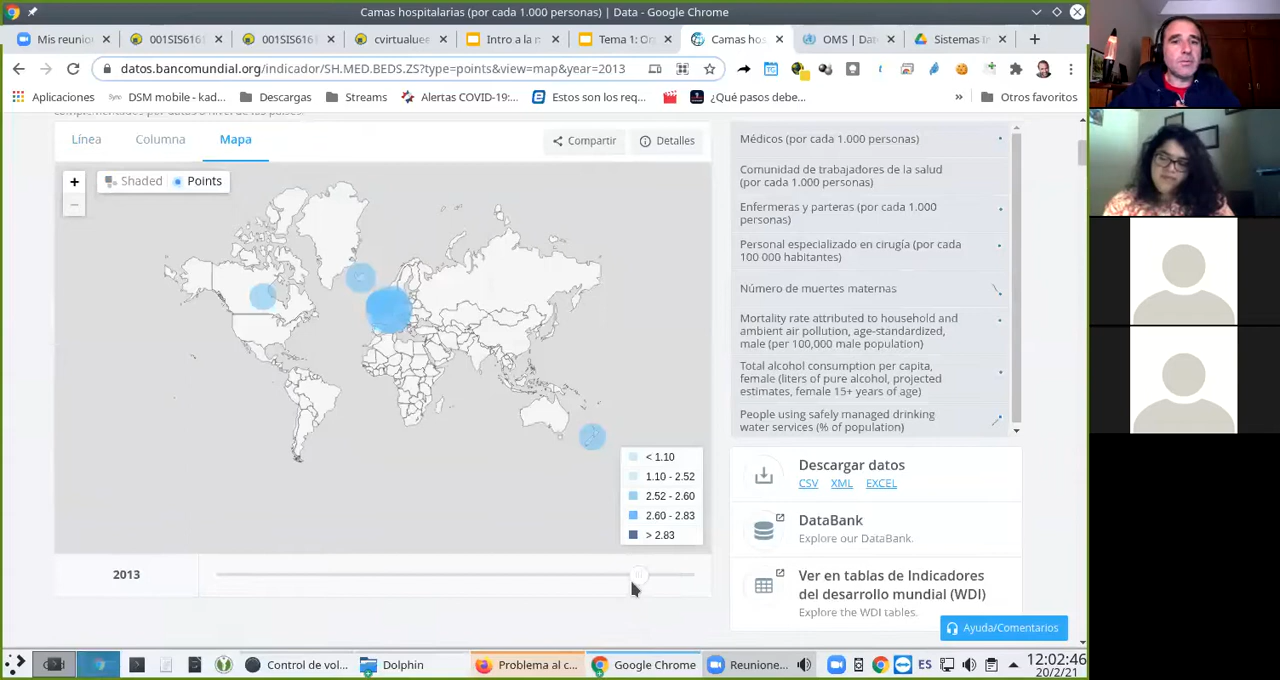 Camas hospitalarias (por cada 1.000 personas) | Data - Google Chrome
Mis reunio
001SIS6161
001SIS616
cvirtualuee
Intro a la n
Tema 1: Or
Camas hos
OMS | Dat
Sistemas In
datos.bancomundial.org/indicador/SH.MED.BEDS.ZS?type=points&view=map&year=2013
Aplicaciones
DSM mobile - kad...
Descargas
Streams
Alertas COVID-19:...
Estos son los req...
¿Qué pasos debe...
»
Otros favoritos
Línea
Columna
Mapa
Compartir
Detalles
+
−
Shaded
Points
< 1.10
1.10 - 2.52
2.52 - 2.60
2.60 - 2.83
> 2.83
2013
Médicos (por cada 1.000 personas)
Comunidad de trabajadores de la salud
(por cada 1.000 personas)
Enfermeras y parteras (por cada 1.000
personas)
Personal especializado en cirugía (por cada
100 000 habitantes)
Número de muertes maternas
Mortality rate attributed to household and
ambient air pollution, age-standardized,
male (per 100,000 male population)
Total alcohol consumption per capita,
female (liters of pure alcohol, projected
estimates, female 15+ years of age)
People using safely managed drinking
water services (% of population)
Descargar datos
CSV XML EXCEL
DataBank
Explore our DataBank.
Ver en tablas de Indicadores
del desarrollo mundial (WDI)
Explore the WDI tables.
Ayuda/Comentarios
Control de vol...
Dolphin
Problema al c...
Google Chrome
Reunione...
ES
12:02:46
20/2/21